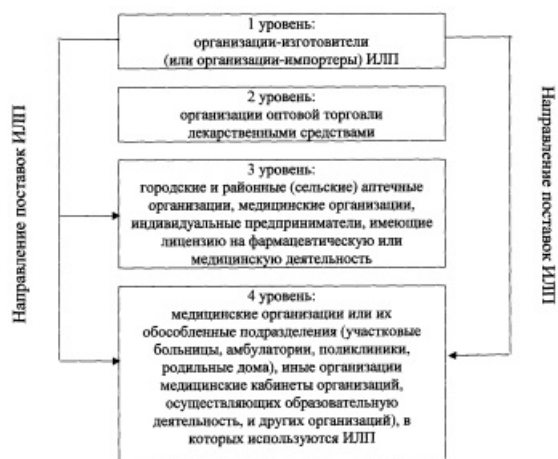 1 уровень:
организации-изготовители
(или организации-импортеры) ИЛП
2 уровень:
организации оптовой торговли
лекарственными средствами
3 уровень:
городские и районные (сельские) аптечные
организации, медицинские организации,
индивидуальные предприниматели, имеющие
лицензию на фармацевтическую или
медицинскую деятельность
4 уровень:
медицинские организации или их
обособленные подразделения (участковые
больницы, амбулатории, поликлиники,
родильные дома), иные организации
медицинские кабинеты организаций,
осуществляющих образовательную
деятельность, и других организаций), в
которых используются ИЛП
Направление поставок ИЛП
Направление поставок
ИЛП